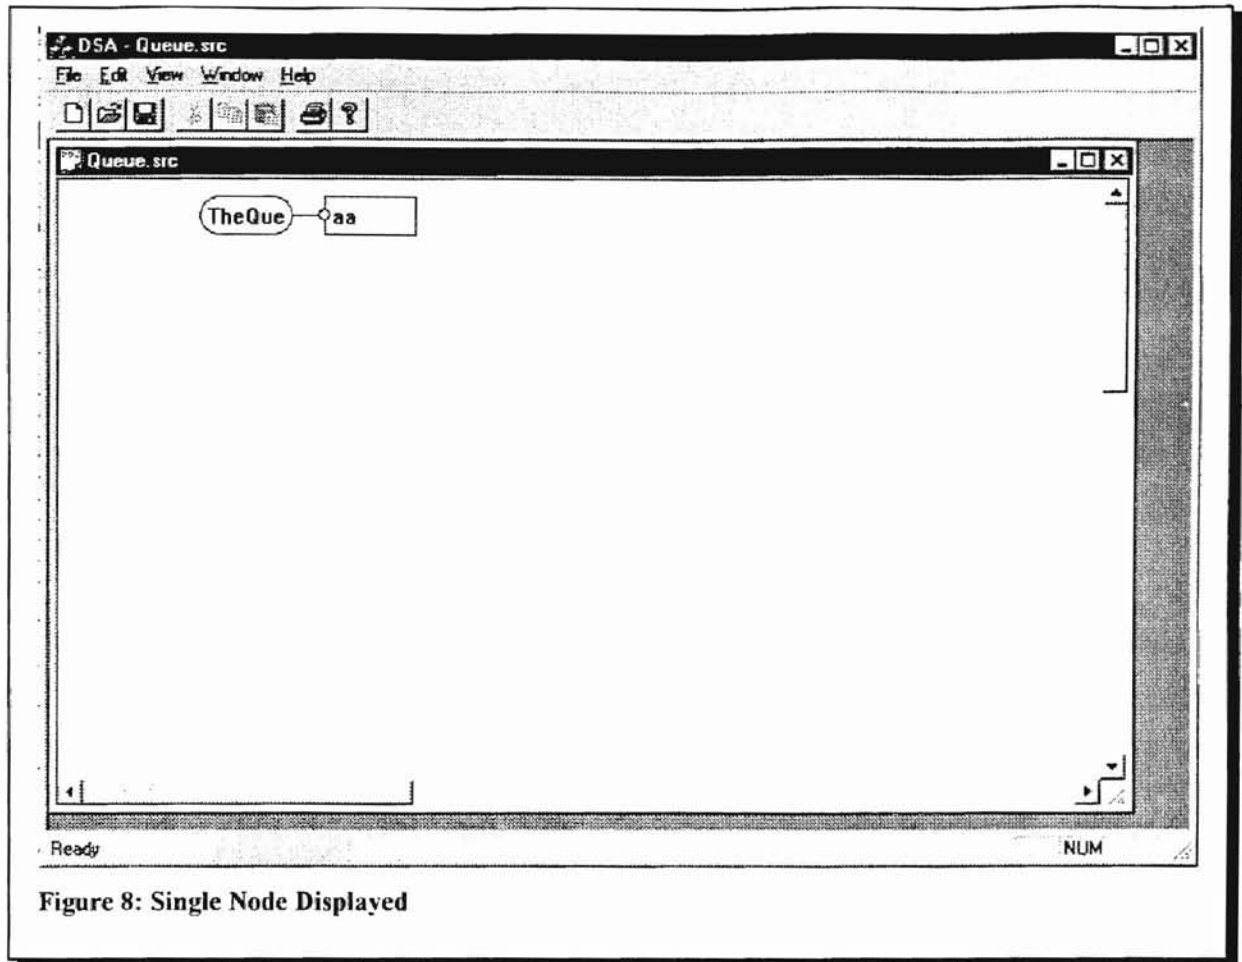 DSA - Queue.src
File Edit View Window Help
Queue.src
TheQue aa
Ready NUM
Figure 8: Single Node Displayed